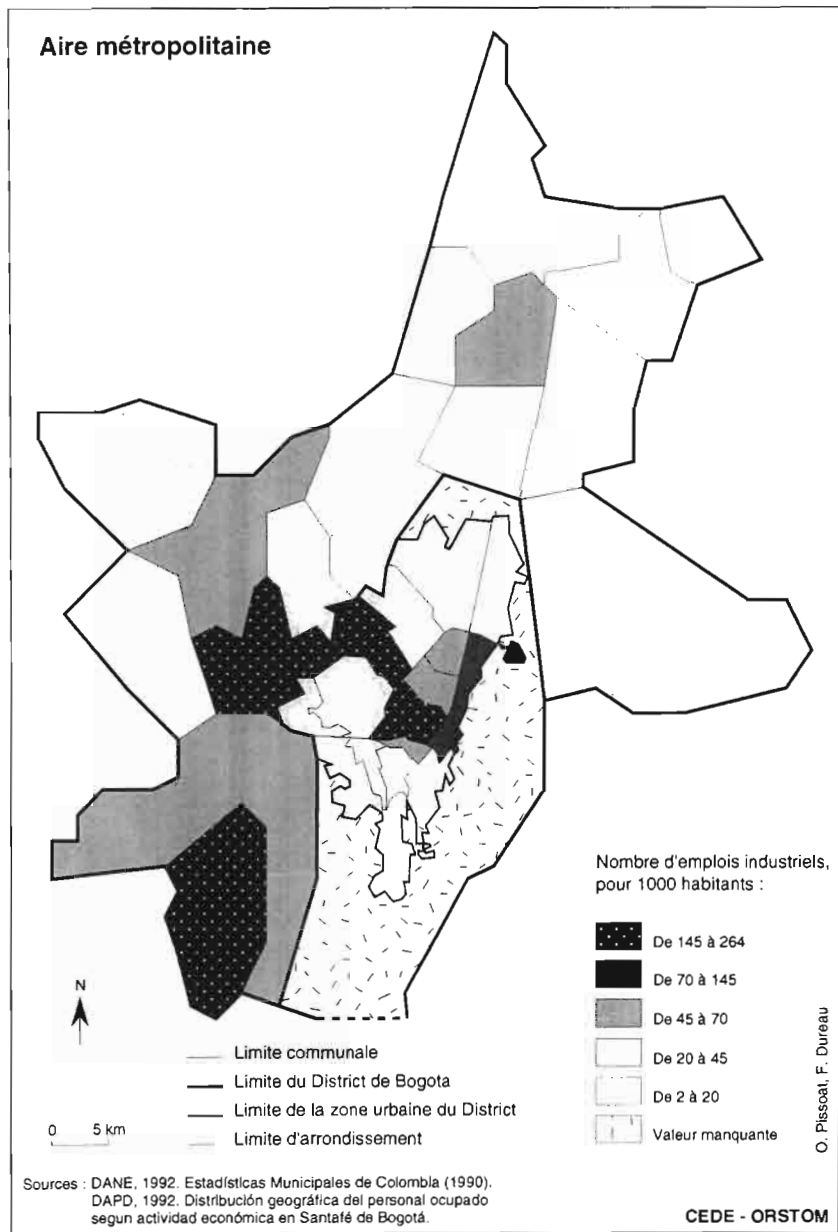 Aire métropolitaine
Nombre d'emplois industriels,
pour 1000 habitants :
De 145 à 264
De 70 à 145
De 45 à 70
De 20 à 45
De 2 à 20
Valeur manquante
N
Limite communale
Limite du District de Bogota
Limite de la zone urbaine du District
Limite d'arrondissement
0 5 km
O. Pissoat, F. Dureau
Sources : DANE, 1992. Estadísticas Municipales de Colombia (1990).
DAPD, 1992. Distribución geográfica del personal ocupado
segun actividad económica en Santafé de Bogotá.
CEDE - ORSTOM